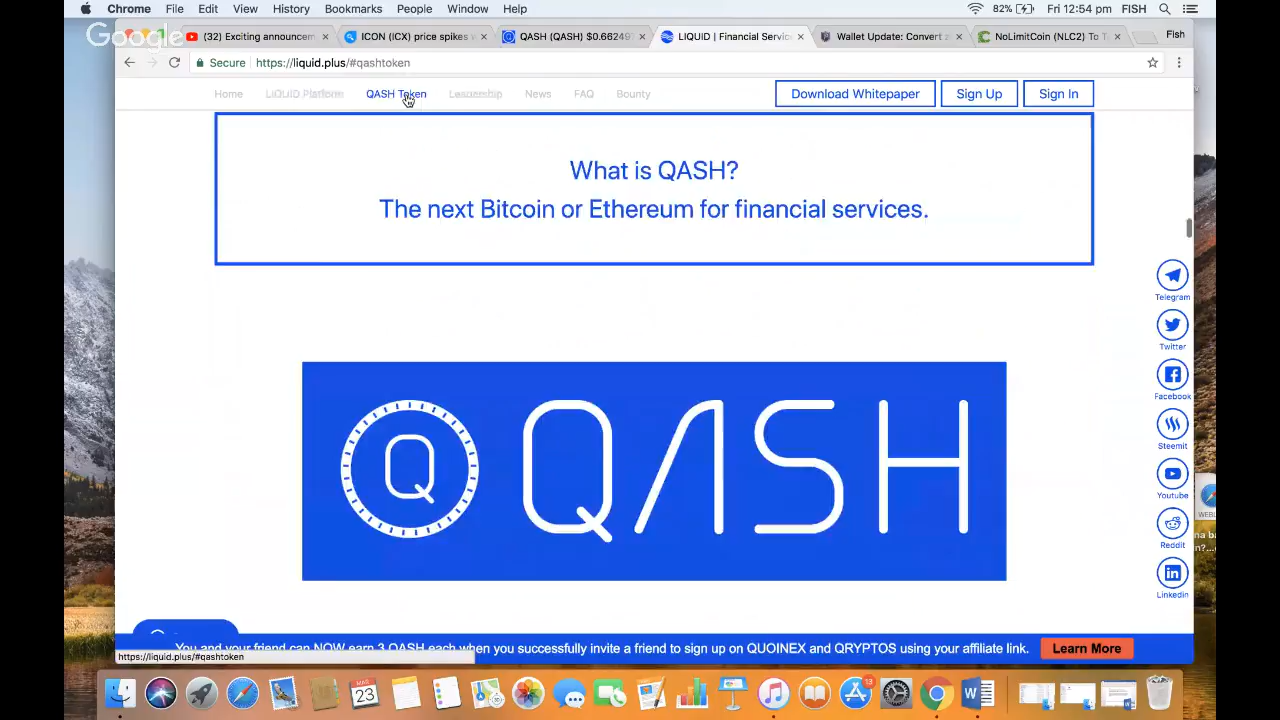 Chrome File Edit View History Bookmarks People Window Help 82% Fri 12:54 pm FISH
Google
(32) Exciting announcem
ICON (ICX) price spikes w
QASH (QASH) $0.66249
LIQUID | Financial Service
Wallet Update: Convert
NoLimitCoin (NLC2) To T
Fish
Secure https://liquid.plus/#qashtoken
Home LIQUID Platform QASH Token Leadership News FAQ Bounty Download Whitepaper Sign Up Sign In
What is QASH?
The next Bitcoin or Ethereum for financial services.
Q QASH
Telegram
Twitter
Facebook
Steemit
Youtube
Reddit
Linkedin
You and your friend can NOW earn 3 QASH each when you successfully invite a friend to sign up on QUOINEX and QRYPTOS using your affiliate link. Learn More
https://liquid.plus/#qashtoken
MAR
23
33
W